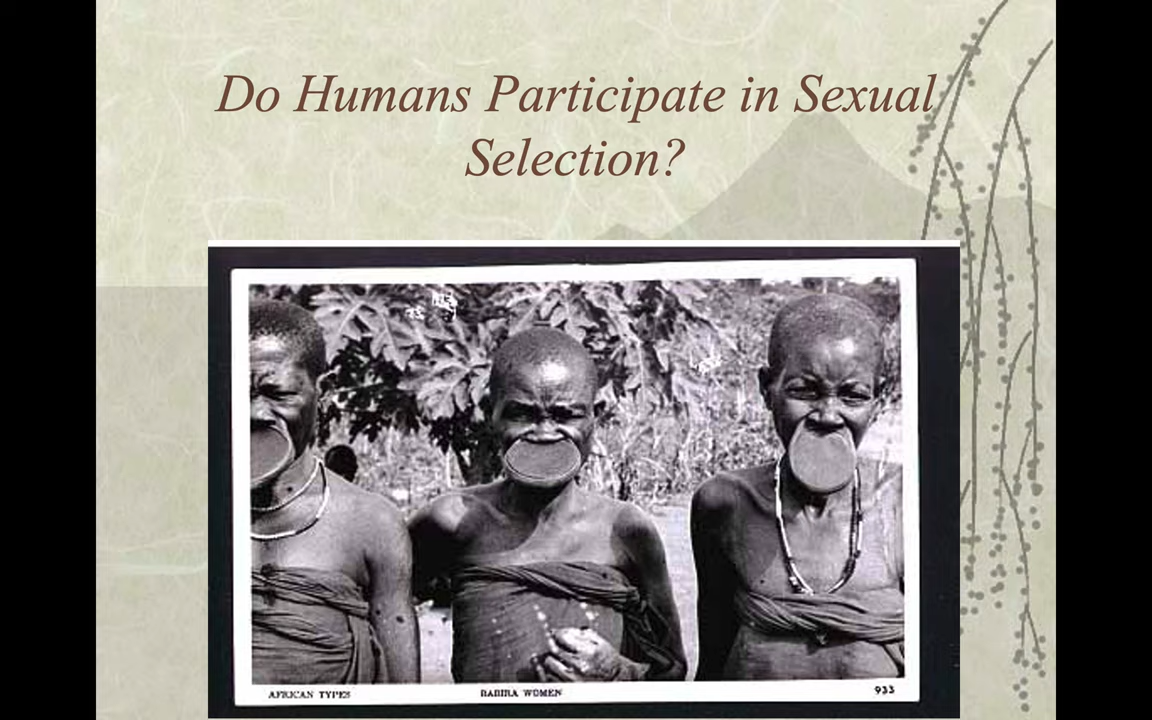 Do Humans Participate in Sexual
Selection?
AFRICAN TYPES
BABIRA WOMEN
933